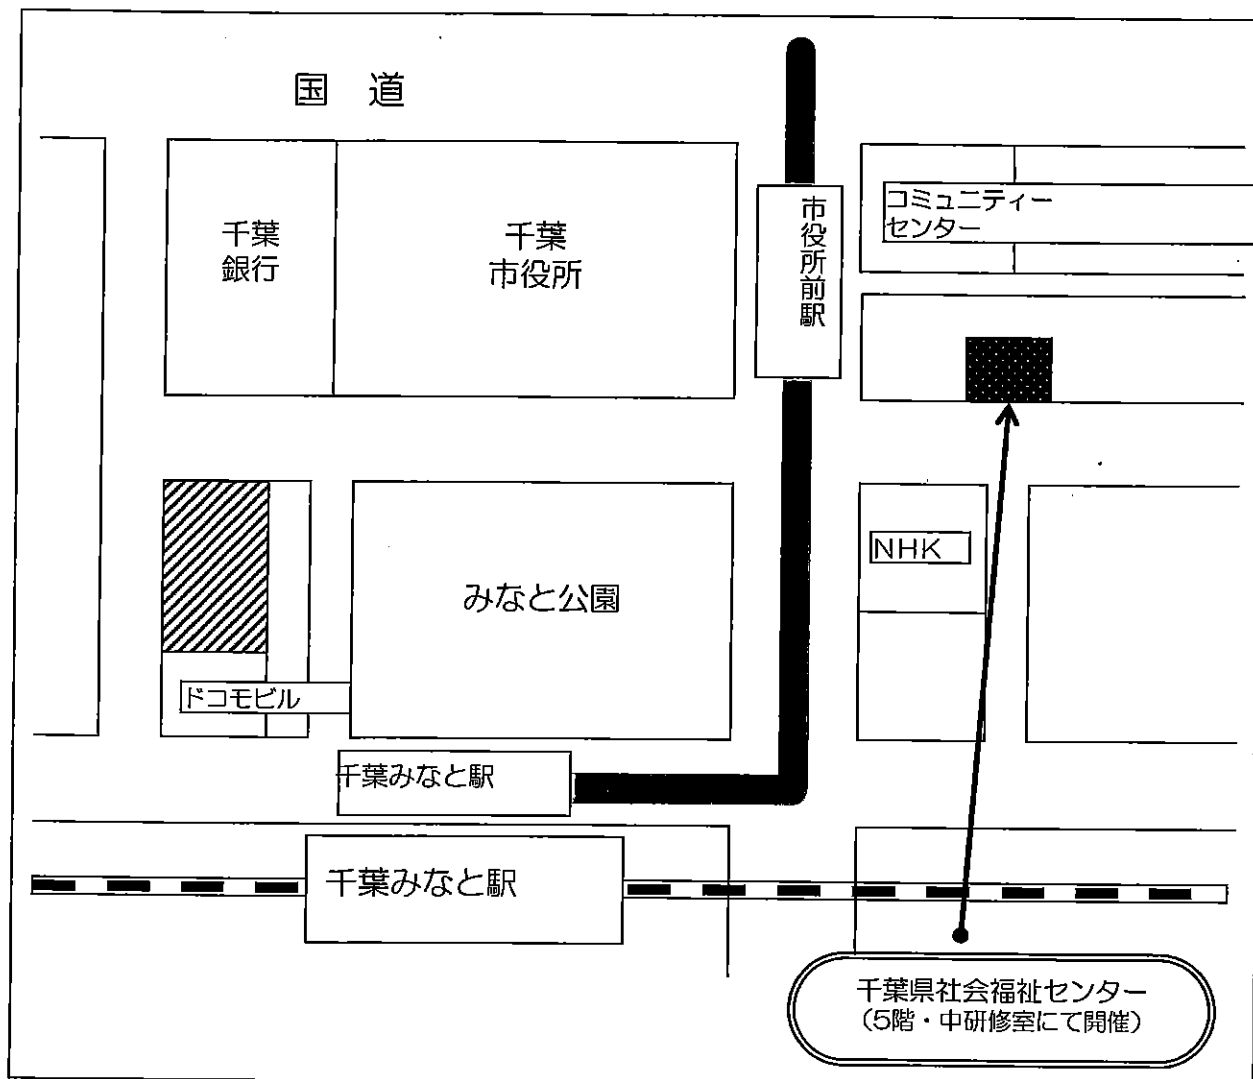 国 道
千葉
銀行
千葉
市役所
市役所前駅
コミュニティー
センター
NHK
みなと公園
ドコモビル
千葉みなと駅
千葉みなと駅
千葉県社会福祉センター
（5階・中研修室にて開催）